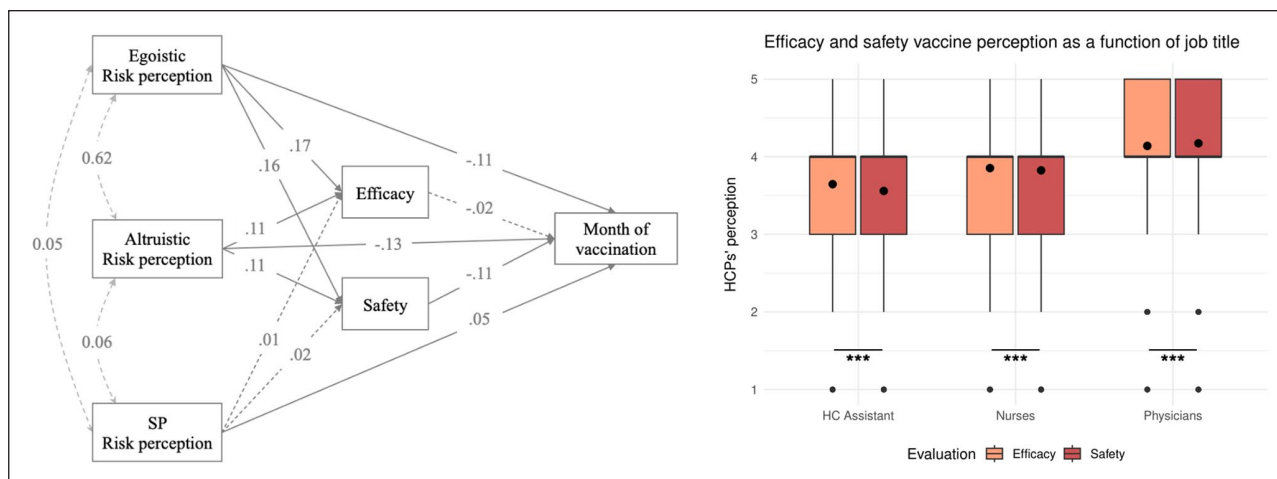 Egoistic
Risk perception
.17
.16
-.11
0.62
Efficacy
.11
-.02
Altruistic
Risk perception
-.13
Month of
vaccination
0.05
.11
Safety
-.11
.01
.05
0.06
.02
SP
Risk perception
Efficacy and safety vaccine perception as a function of job title
HCPs' perception
5
4
3
2
1
*** *** ***
HC Assistant Nurses Physicians
Evaluation Efficacy Safety